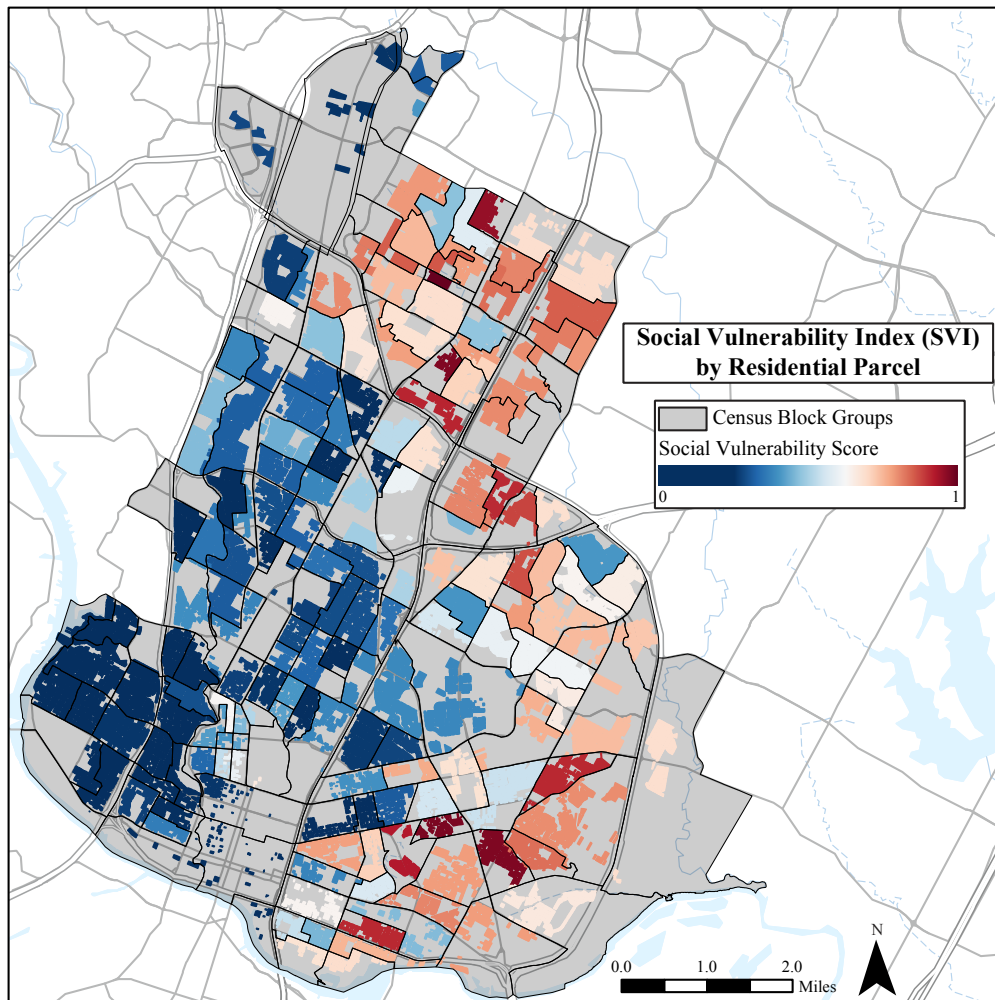 Social Vulnerability Index (SVI)
by Residential Parcel
Census Block Groups
Social Vulnerability Score
0 1
N
0.0 1.0 2.0
Miles